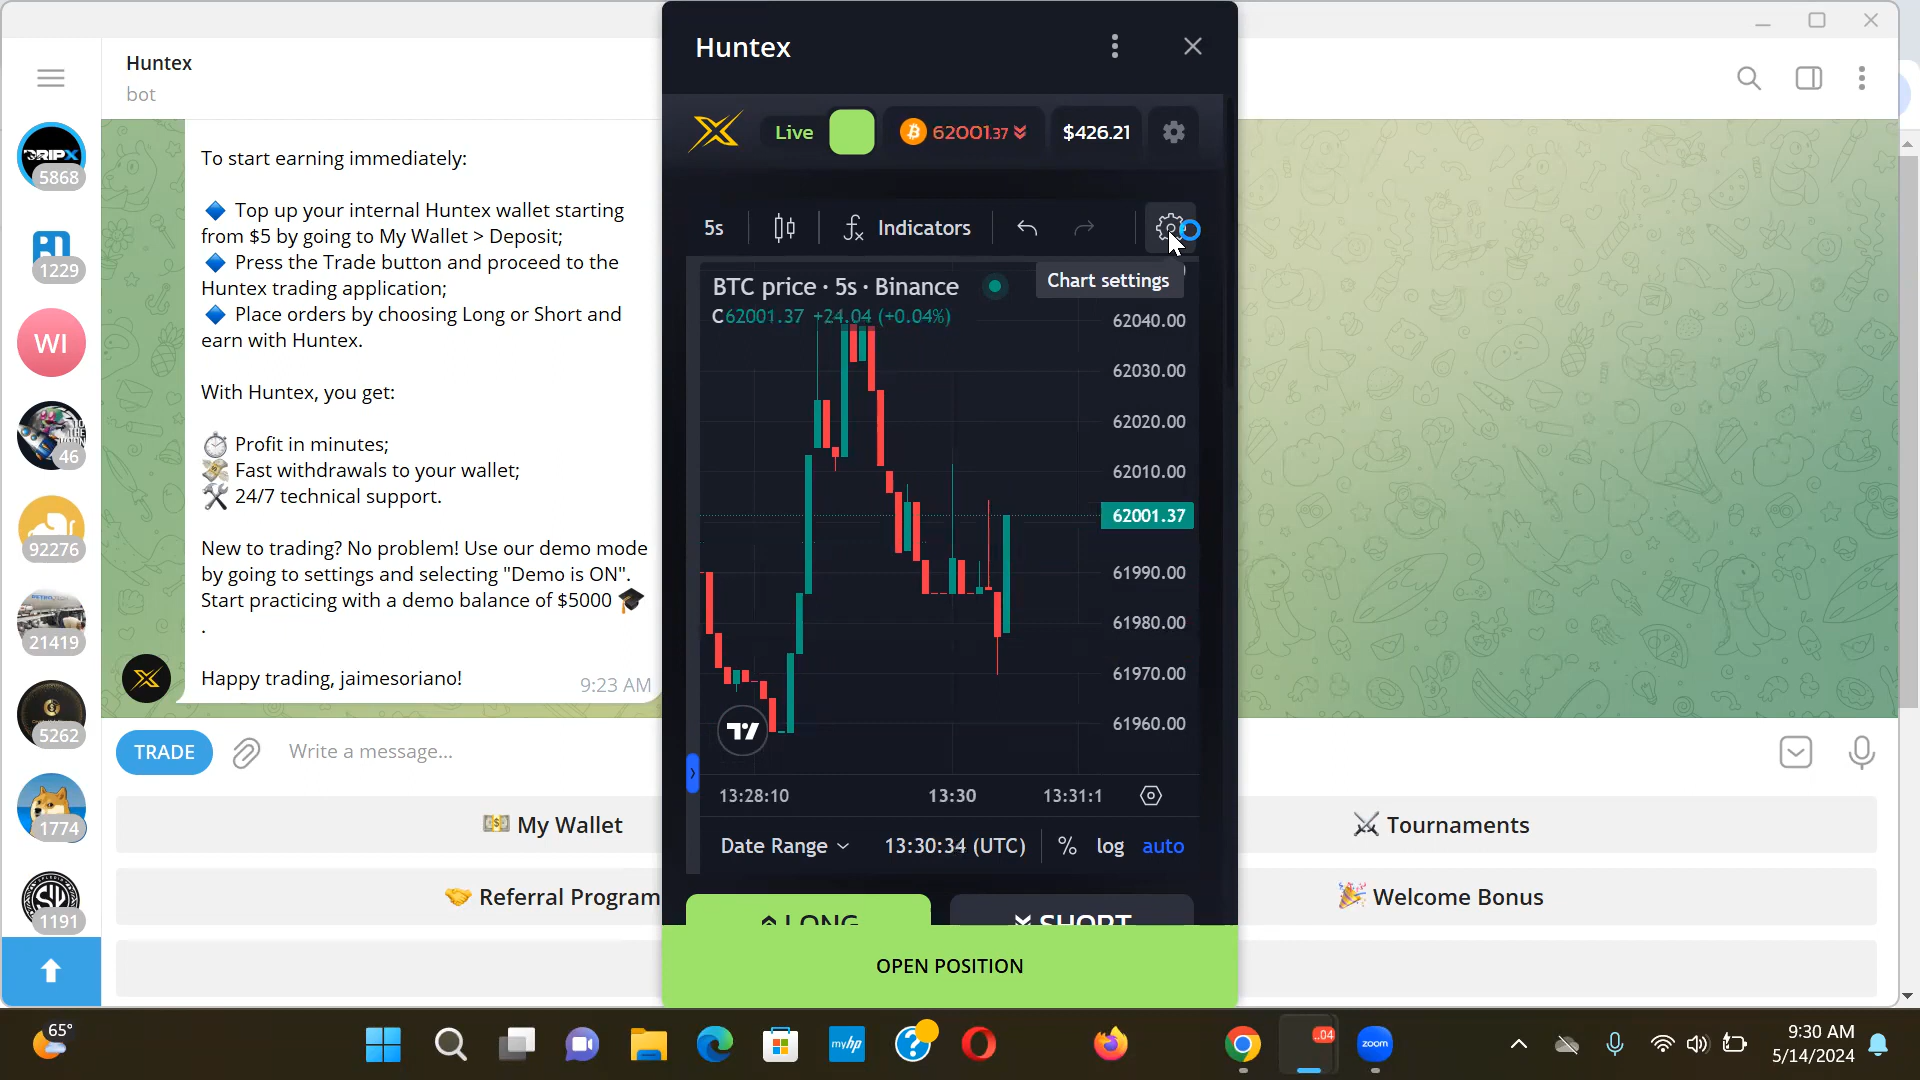 Huntex
bot
To start earning immediately:
Top up your internal Huntex wallet starting
from $5 by going to My Wallet > Deposit;
Press the Trade button and proceed to the
Huntex trading application;
Place orders by choosing Long or Short and
earn with Huntex.
With Huntex, you get:
Profit in minutes;
Fast withdrawals to your wallet;
24/7 technical support.
New to trading? No problem! Use our demo mode
by going to settings and selecting "Demo is ON".
Start practicing with a demo balance of $5000
.
Happy trading, jaimesoriano!
9:23 AM
DRIPX
5868
1229
WI
46
92276
21419
5262
1774
1191
TRADE
Write a message...
My Wallet
Tournaments
Referral Program
Welcome Bonus
Huntex
Live
62001.37
$426.21
5s
Indicators
Chart settings
BTC price · 5s · Binance
C62001.37 +24.04 (+0.04%)
62040.00
62030.00
62020.00
62010.00
62001.37
61990.00
61980.00
61970.00
61960.00
13:28:10
13:30
13:31:1
Date Range
13:30:34 (UTC)
%
log
auto
LONG
SHORT
OPEN POSITION
65°
myhp
.04
zoom
9:30 AM
5/14/2024